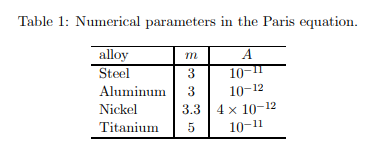 Table 1: Numerical parameters in the Paris equation.
alloy m A
Steel 3 10⁻¹¹
Aluminum 3 10⁻¹²
Nickel 3.3 4 × 10⁻¹²
Titanium 5 10⁻¹¹